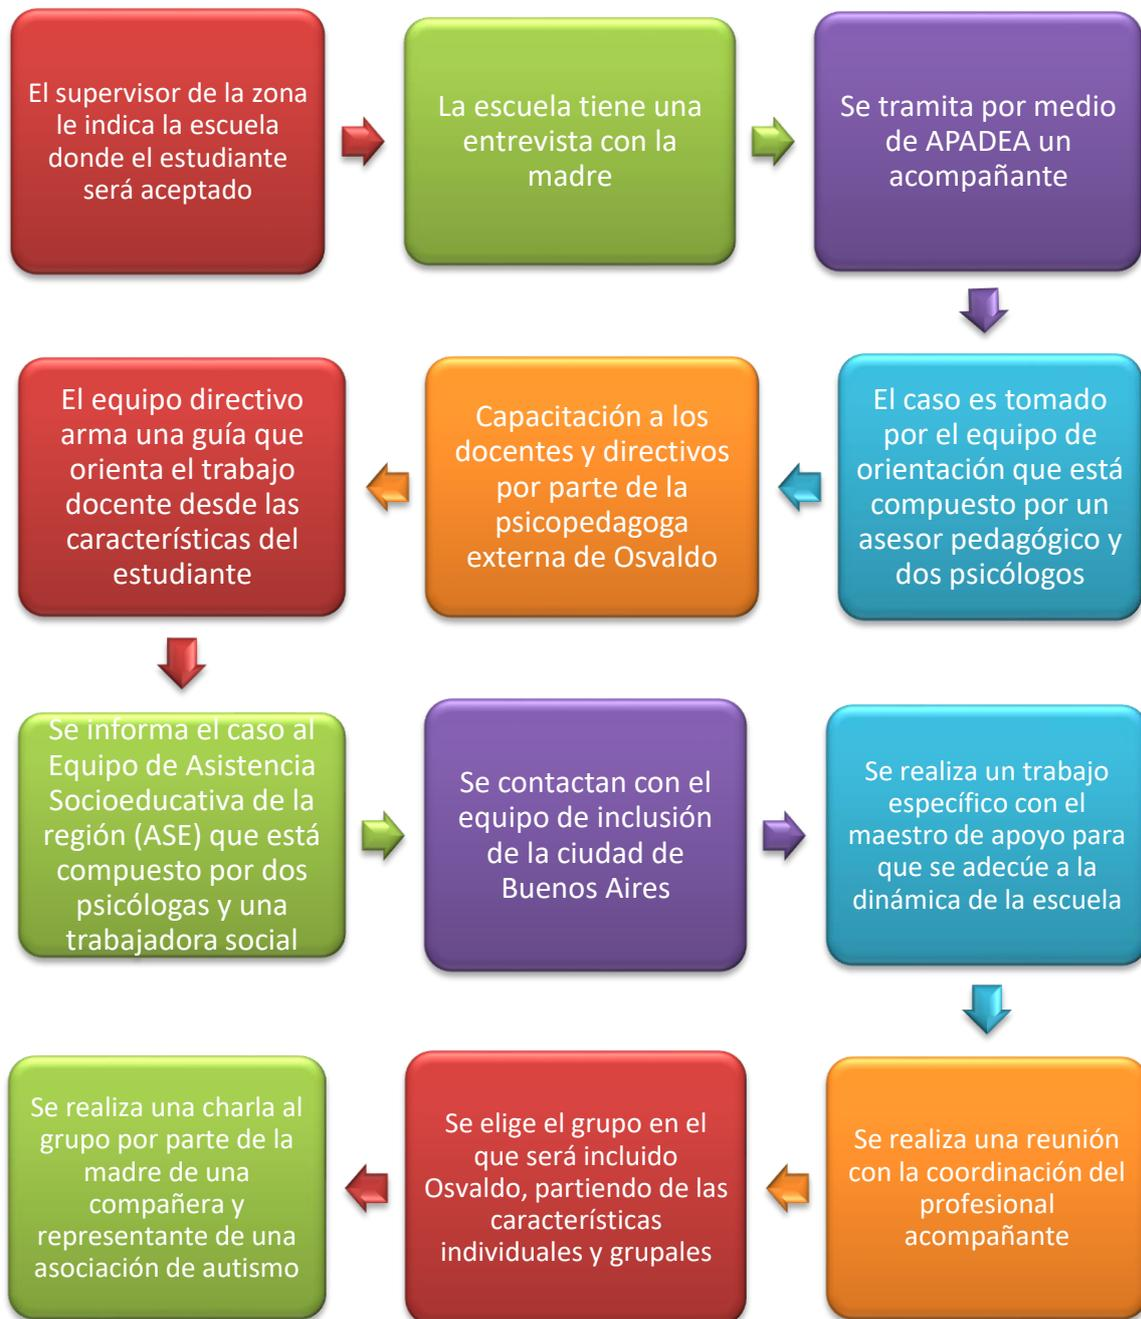 El supervisor de la zona
le indica la escuela
donde el estudiante
será aceptado
La escuela tiene una
entrevista con la
madre
Se tramita por medio
de APADEA un
acompañante
El caso es tomado
por el equipo de
orientación que está
compuesto por un
asesor pedagógico y
dos psicólogos
Capacitación a los
docentes y directivos
por parte de la
psicopedagoga
externa de Osvaldo
El equipo directivo
arma una guía que
orienta el trabajo
docente desde las
características del
estudiante
Se informa el caso al
Equipo de Asistencia
Socioeducativa de la
región (ASE) que está
compuesto por dos
psicólogas y una
trabajadora social
Se contactan con el
equipo de inclusión
de la ciudad de
Buenos Aires
Se realiza un trabajo
específico con el
maestro de apoyo para
que se adecúe a la
dinámica de la escuela
Se realiza una reunión
con la coordinación del
profesional
acompañante
Se elige el grupo en el
que será incluido
Osvaldo, partiendo de las
características
individuales y grupales
Se realiza una charla al
grupo por parte de la
madre de una
compañera y
representante de una
asociación de autismo